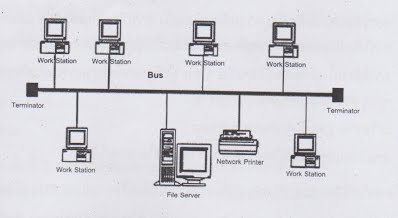 Work Station
Work Station
Work Station
Work Station
Bus
Terminator
Terminator
Work Station
Network Printer
Work Station
File Server